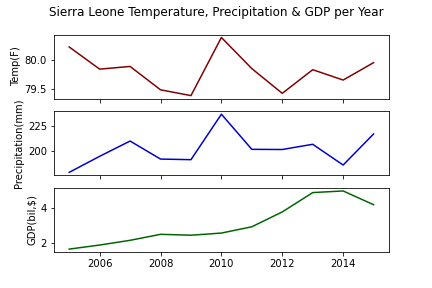 Sierra Leone Temperature, Precipitation & GDP per Year
Temp(F)
80.0
79.5
Precipitation(mm)
225
200
GDP(bil,$)
4
2
2006 2008 2010 2012 2014